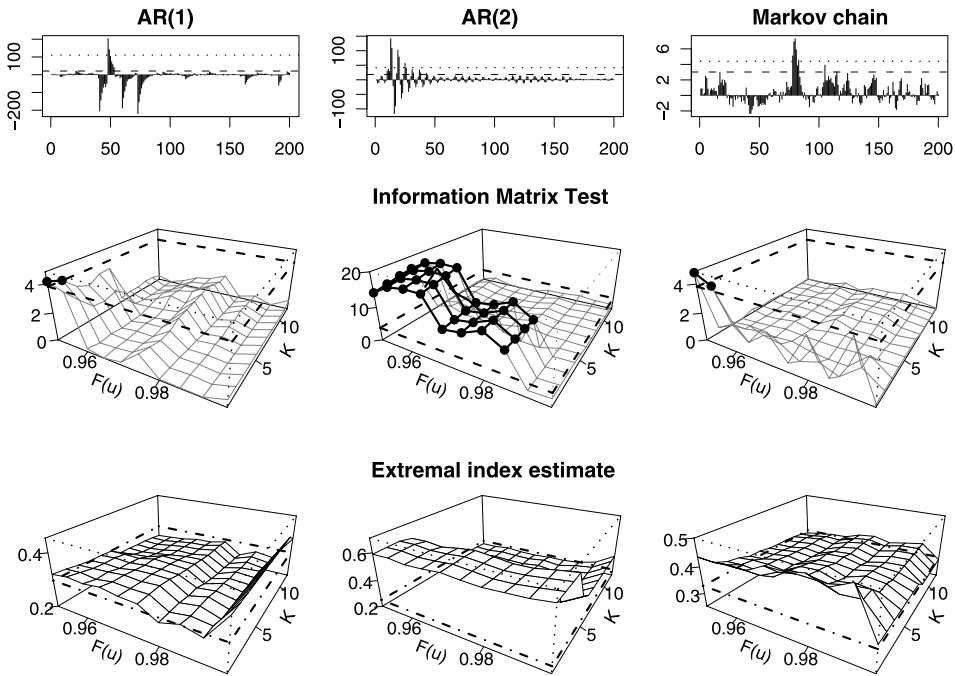 AR(1) AR(2) Markov chain
100
-200
0 50 100 150 200
100
-100
0 50 100 150 200
6
2
-2
0 50 100 150 200
Information Matrix Test
4
2
0
0.96
0.98
F(u)
5
10
K
20
10
0
0.96
0.98
F(u)
5
10
K
4
2
0
0.96
0.98
F(u)
5
10
K
Extremal index estimate
0.4
0.2
0.96
0.98
F(u)
5
10
K
0.6
0.4
0.2
0.96
0.98
F(u)
5
10
K
0.5
0.4
0.3
0.96
0.98
F(u)
5
10
K